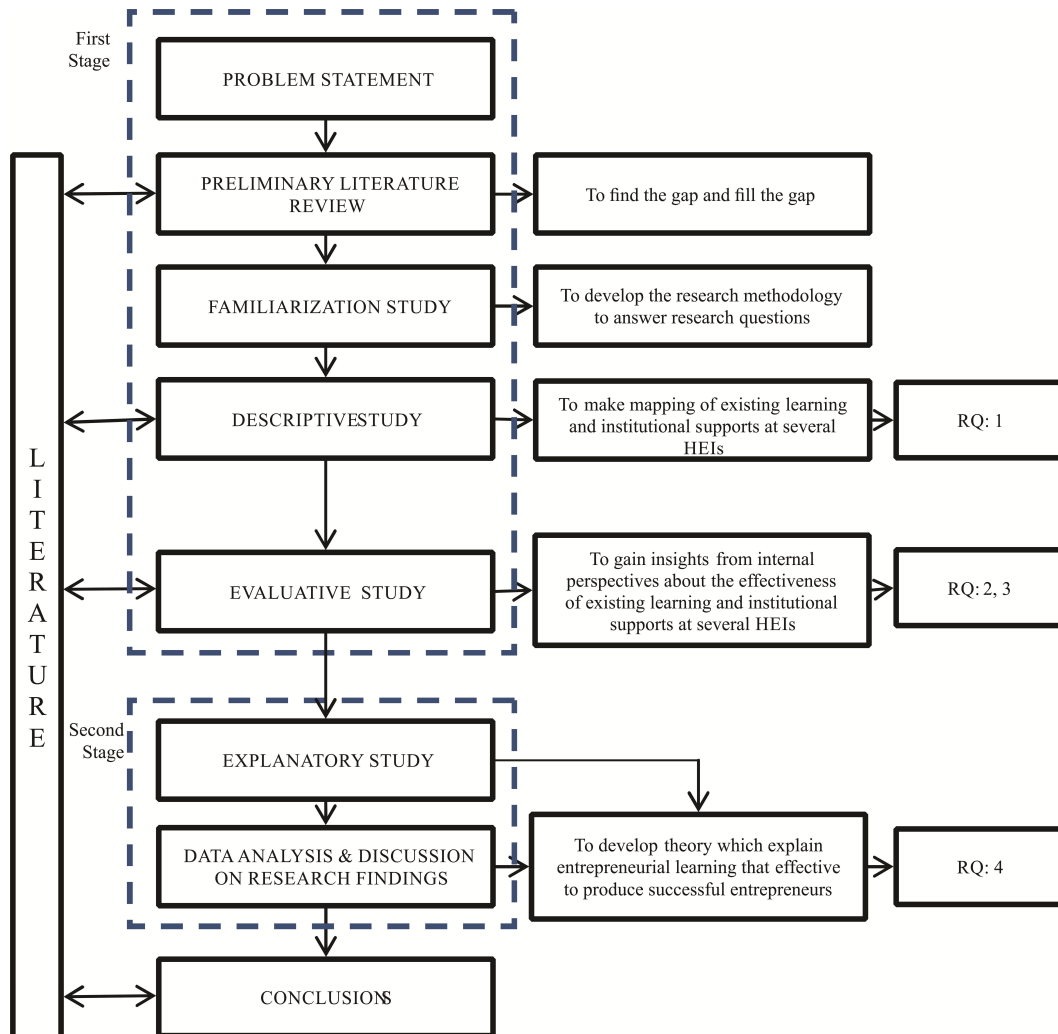 First
Stage
PROBLEM STATEMENT
PRELIMINARY LITERATURE
REVIEW
To find the gap and fill the gap
FAMILIARIZATION STUDY
To develop the research methodology
to answer research questions
DESCRIPTIVE STUDY
To make mapping of existing learning
and institutional supports at several
HEIs
RQ: 1
LITERATURE
EVALUATIVE STUDY
To gain insights from internal
perspectives about the effectiveness
of existing learning and institutional
supports at several HEIs
RQ: 2, 3
Second
Stage
EXPLANATORY STUDY
DATA ANALYSIS & DISCUSSION
ON RESEARCH FINDINGS
To develop theory which explain
entrepreneurial learning that effective
to produce successful entrepreneurs
RQ: 4
CONCLUSIONS